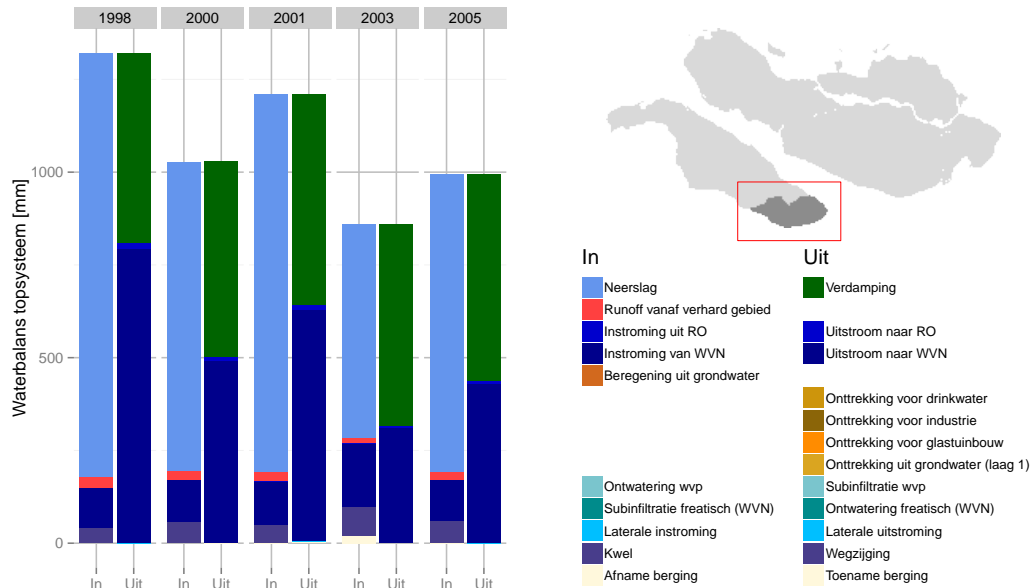 1998 2000 2001 2003 2005
Waterbalans topsysteem [mm]
1000
500
0
In Uit In Uit In Uit In Uit In Uit
In Uit
Neerslag Verdamping
Runoff vanaf verhard gebied
Instroming uit RO Uitstroom naar RO
Instroming van WVN Uitstroom naar WVN
Beregening uit grondwater
Onttrekking voor drinkwater
Onttrekking voor industrie
Onttrekking voor glastuinbouw
Onttrekking uit grondwater (laag 1)
Ontwatering wvp Subinfiltratie wvp
Subinfiltratie freatisch (WVN) Ontwatering freatisch (WVN)
Laterale instroming Laterale uitstroming
Kwel Wegzijging
Afname berging Toename berging